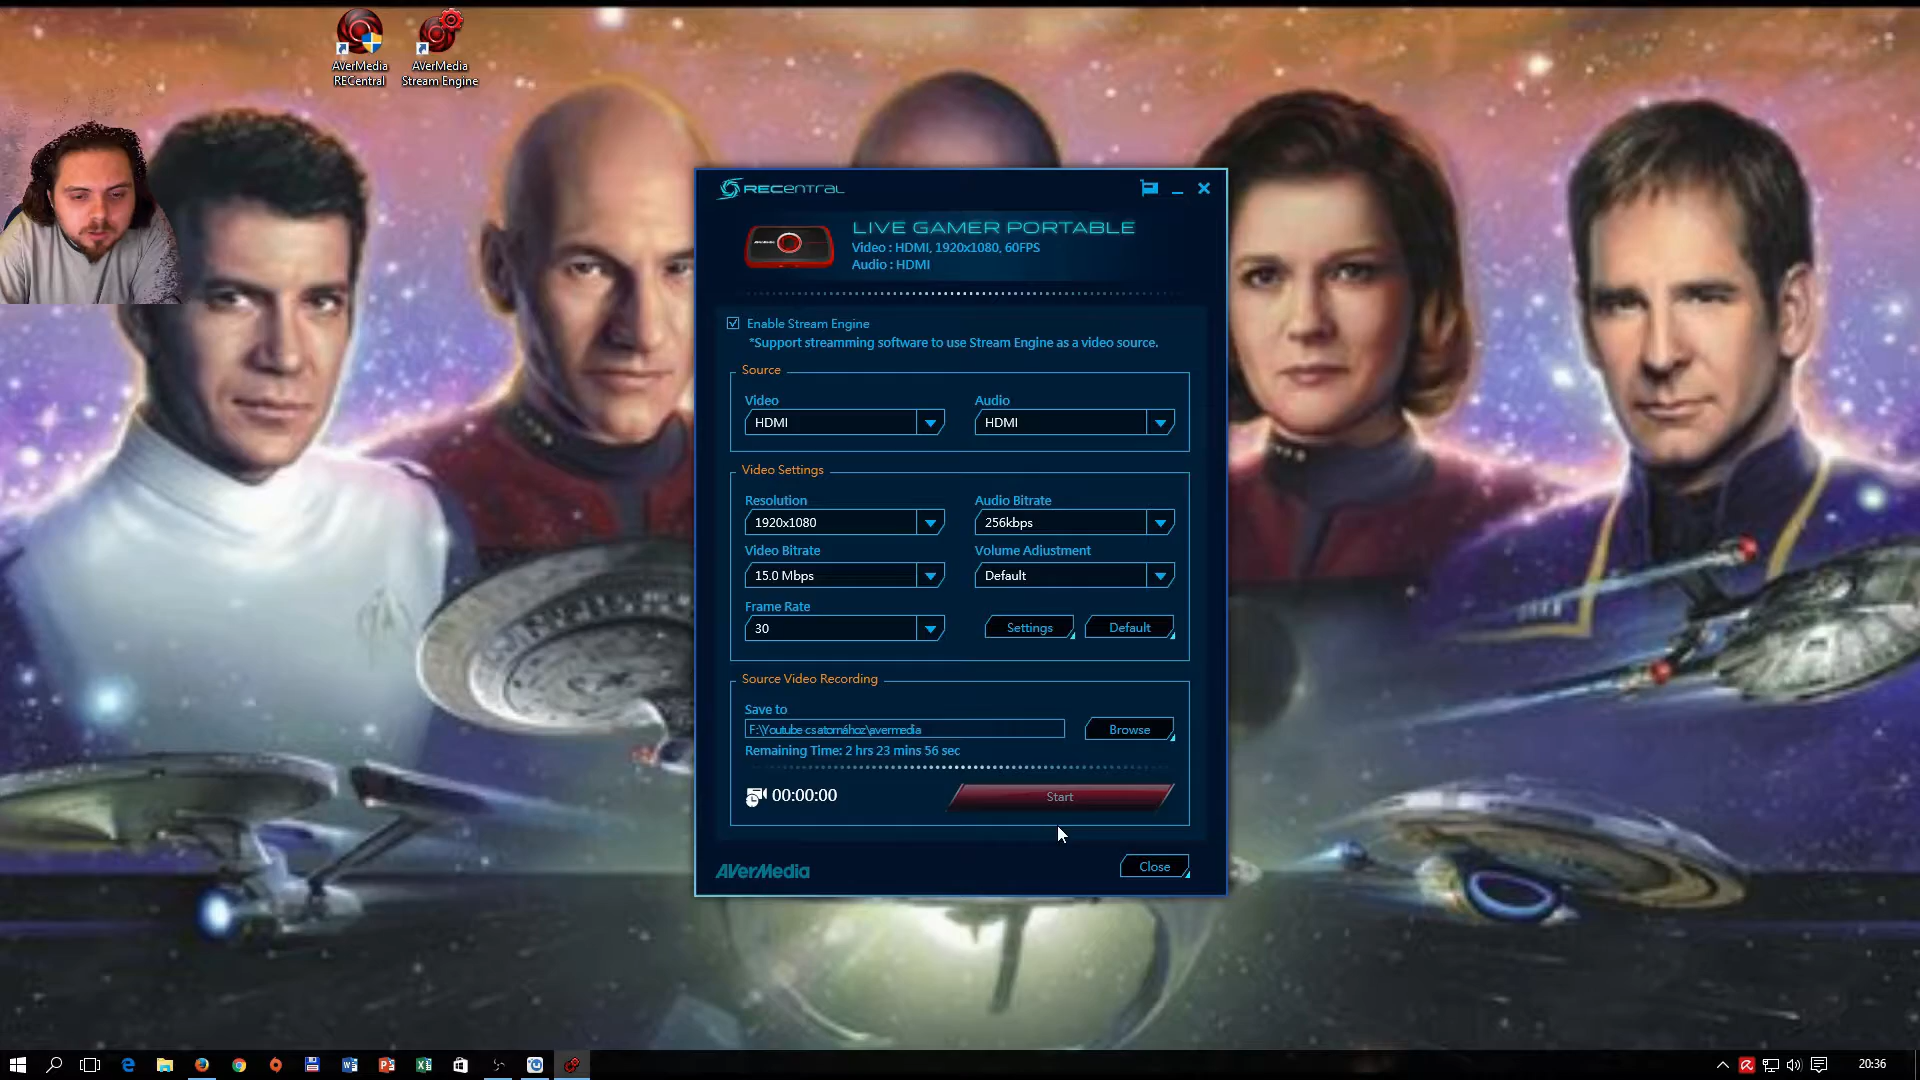 AVerMedia
RECentral
AVerMedia
Stream Engine
RECentral
LIVE GAMER PORTABLE
Video : HDMI, 1920x1080, 60FPS
Audio : HDMI
Enable Stream Engine
*Support streamming software to use Stream Engine as a video source.
Source
Video
Audio
HDMI
HDMI
Video Settings
Resolution
Audio Bitrate
1920x1080
256kbps
Video Bitrate
Volume Adjustment
15.0 Mbps
Default
Frame Rate
30
Settings
Default
Source Video Recording
Save to
F:\Youtube csatornához\avermedia
Browse
Remaining Time: 2 hrs 23 mins 56 sec
00:00:00
Start
AVerMedia
Close
20:36